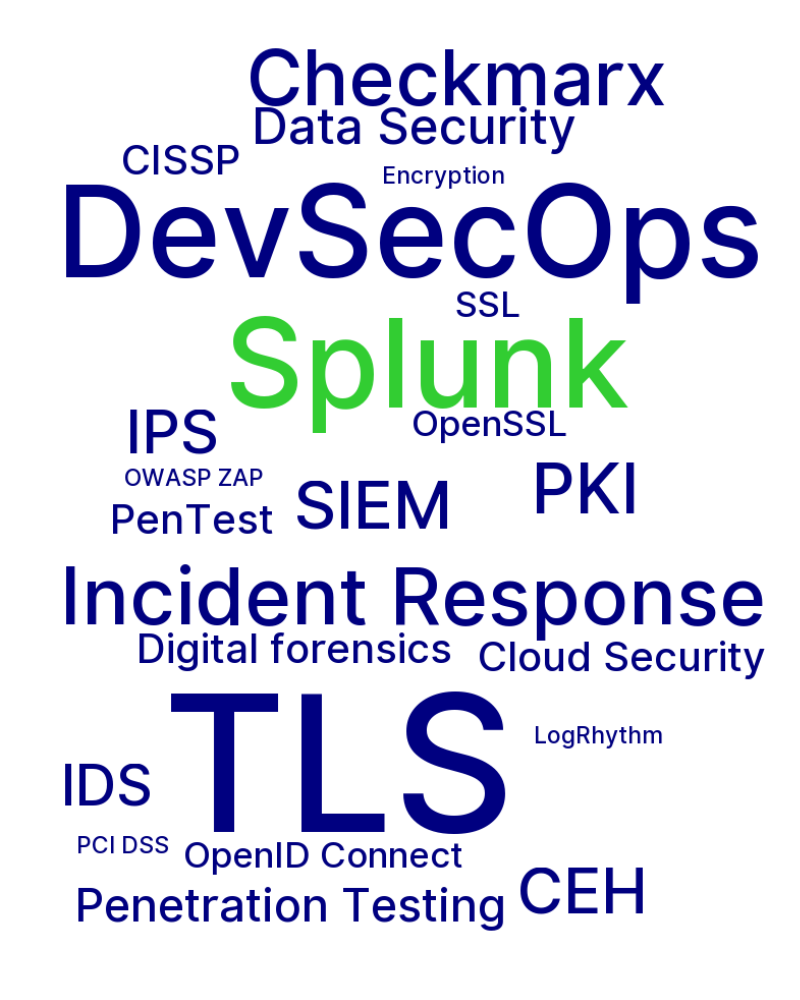 Checkmarx
Data Security
CISSP
Encryption
DevSecOps
SSL
Splunk
IPS
OpenSSL
OWASP ZAP
SIEM
PKI
PenTest
Incident Response
Digital forensics
Cloud Security
TLS
LogRhythm
IDS
PCI DSS
OpenID Connect
Penetration Testing
CEH